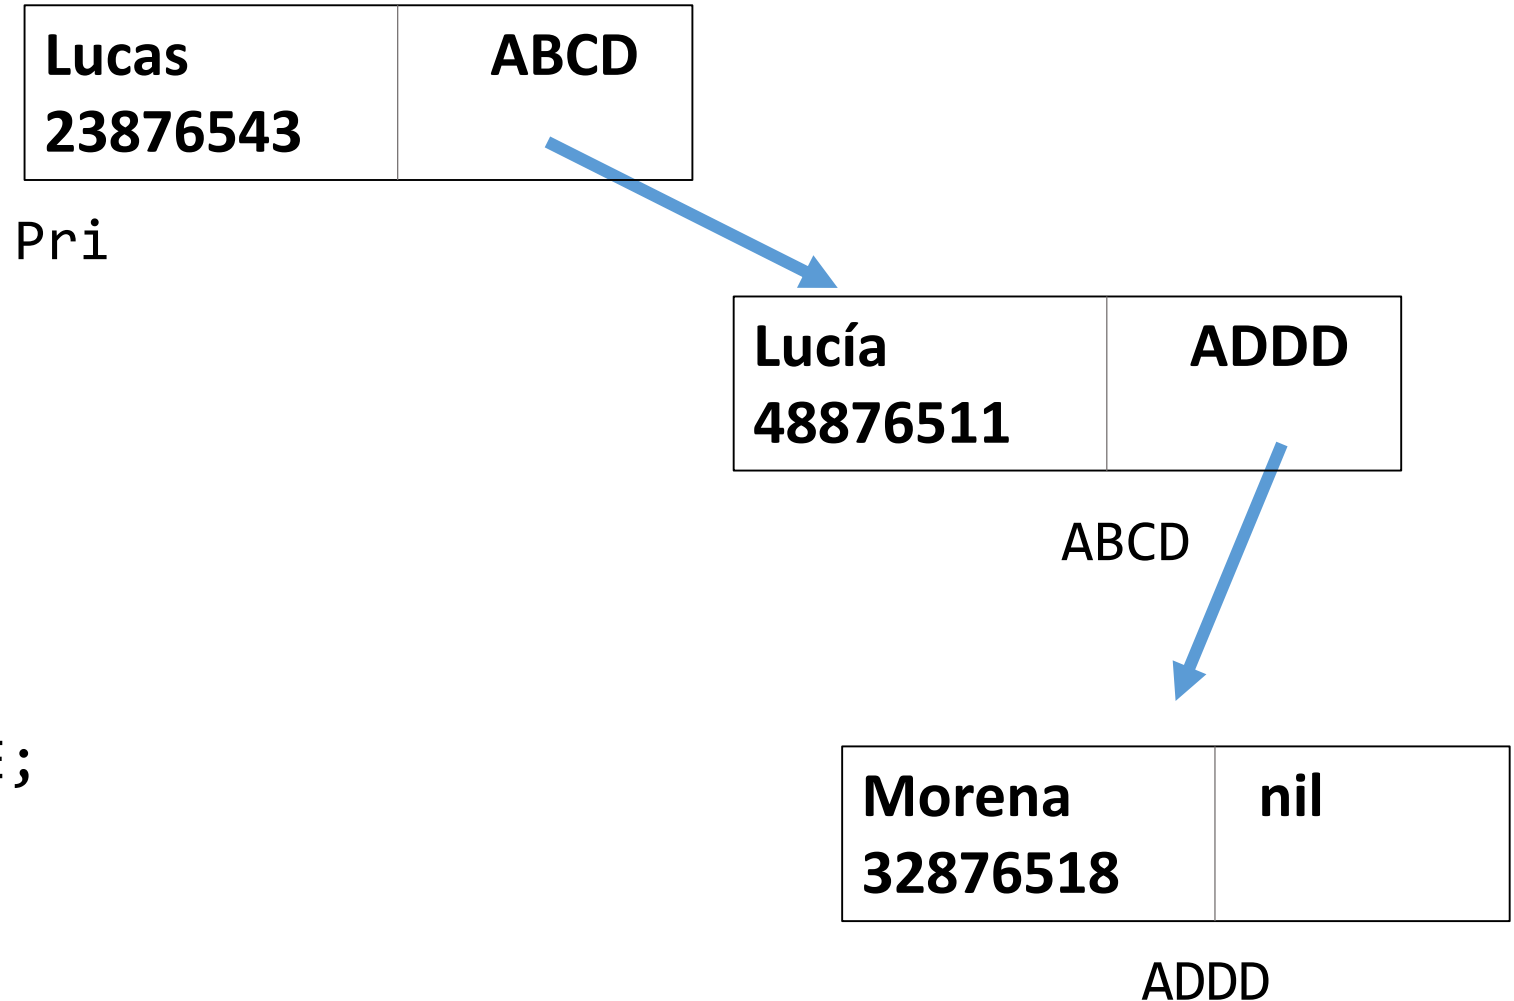 Lucas ABCD
23876543
Pri
Lucía ADDD
48876511
ABCD
;
Morena nil
32876518
ADDD